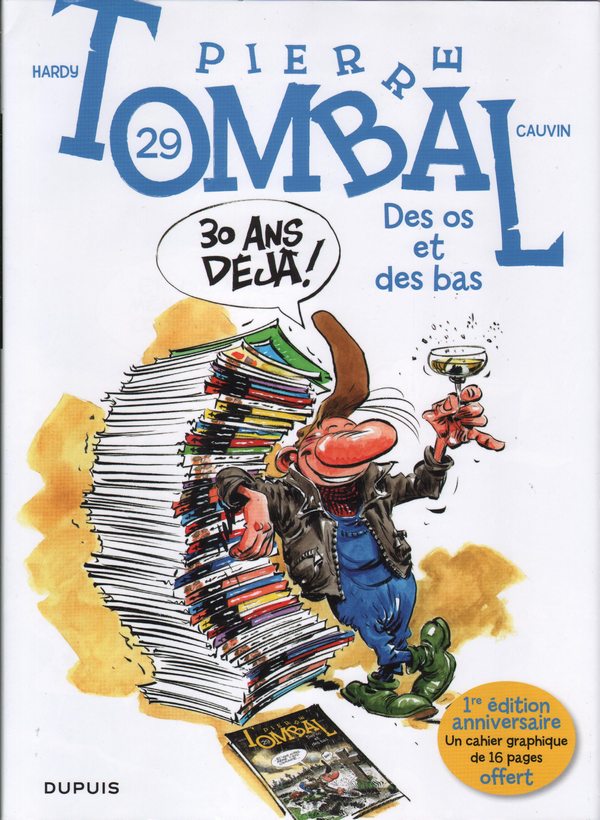 PIERRE
HARDY
TOMBAL
29
CAUVIN
Des os
et
des bas
30 ANS
DÉJÀ!
PIERRE
TOMBAL
1re édition
anniversaire
Un cahier graphique
de 16 pages
offert
DUPUIS